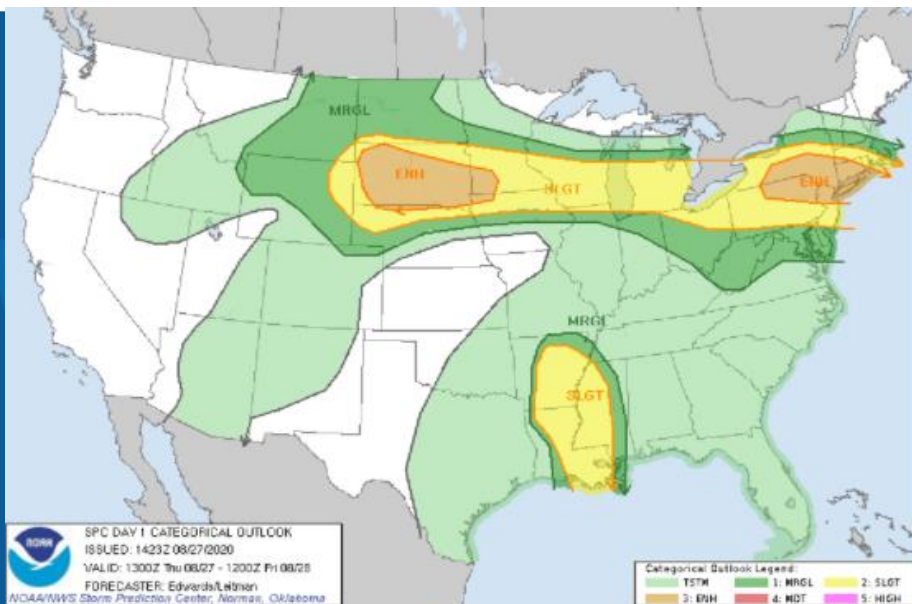 MRGL
ENH
SLGT
ENH
MRGL
SLGT
NOAA
SPC DAY 1 CATEGORICAL OUTLOOK
ISSUED: 1423Z 08/27/2020
VALID: 1300Z Thu 08/27 - 1200Z Fri 08/28
FORECASTER: Edwards/Leitman
NOAA/NWS Storm Prediction Center, Norman, Oklahoma
Categorical Outlook Legend:
TSTM 1: MRGL 2: SLGT
3: ENH 4: MDT 5: HIGH